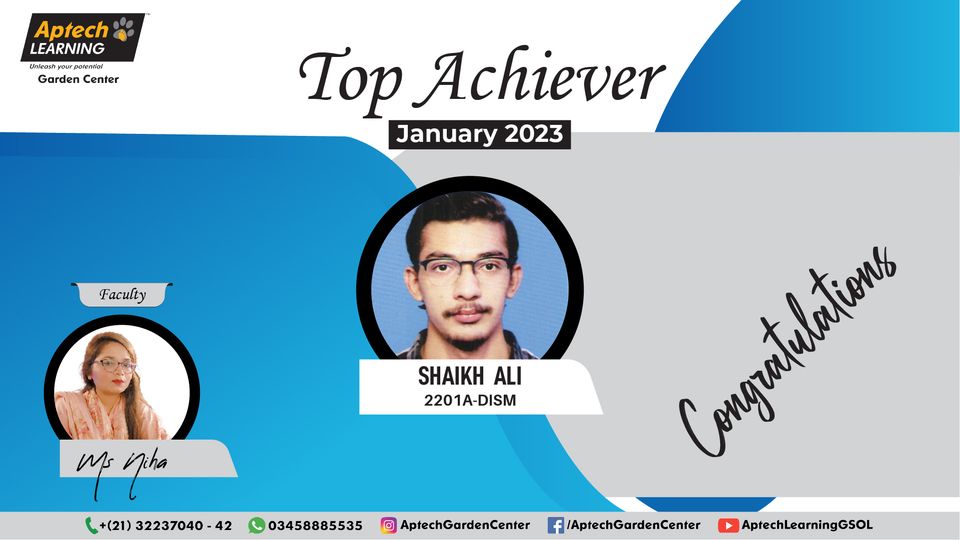 Aptech
LEARNING
Unleash your potential
Garden Center
Top Achiever
January 2023
Faculty
Ms Niha
SHAIKH ALI
2201A-DISM
Congratulations
+(21) 32237040 - 42 03458885535 AptechGardenCenter /AptechGardenCenter AptechLearningGSOL